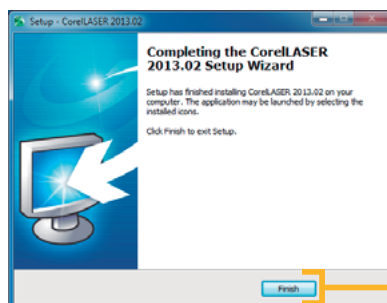 Setup - CorelLASER 2013.02
Completing the CorelLASER
2013.02 Setup Wizard
Setup has finished installing CorelLASER 2013.02 on your
computer. The application may be launched by selecting the
installed icons.
Click Finish to exit Setup.
Finish